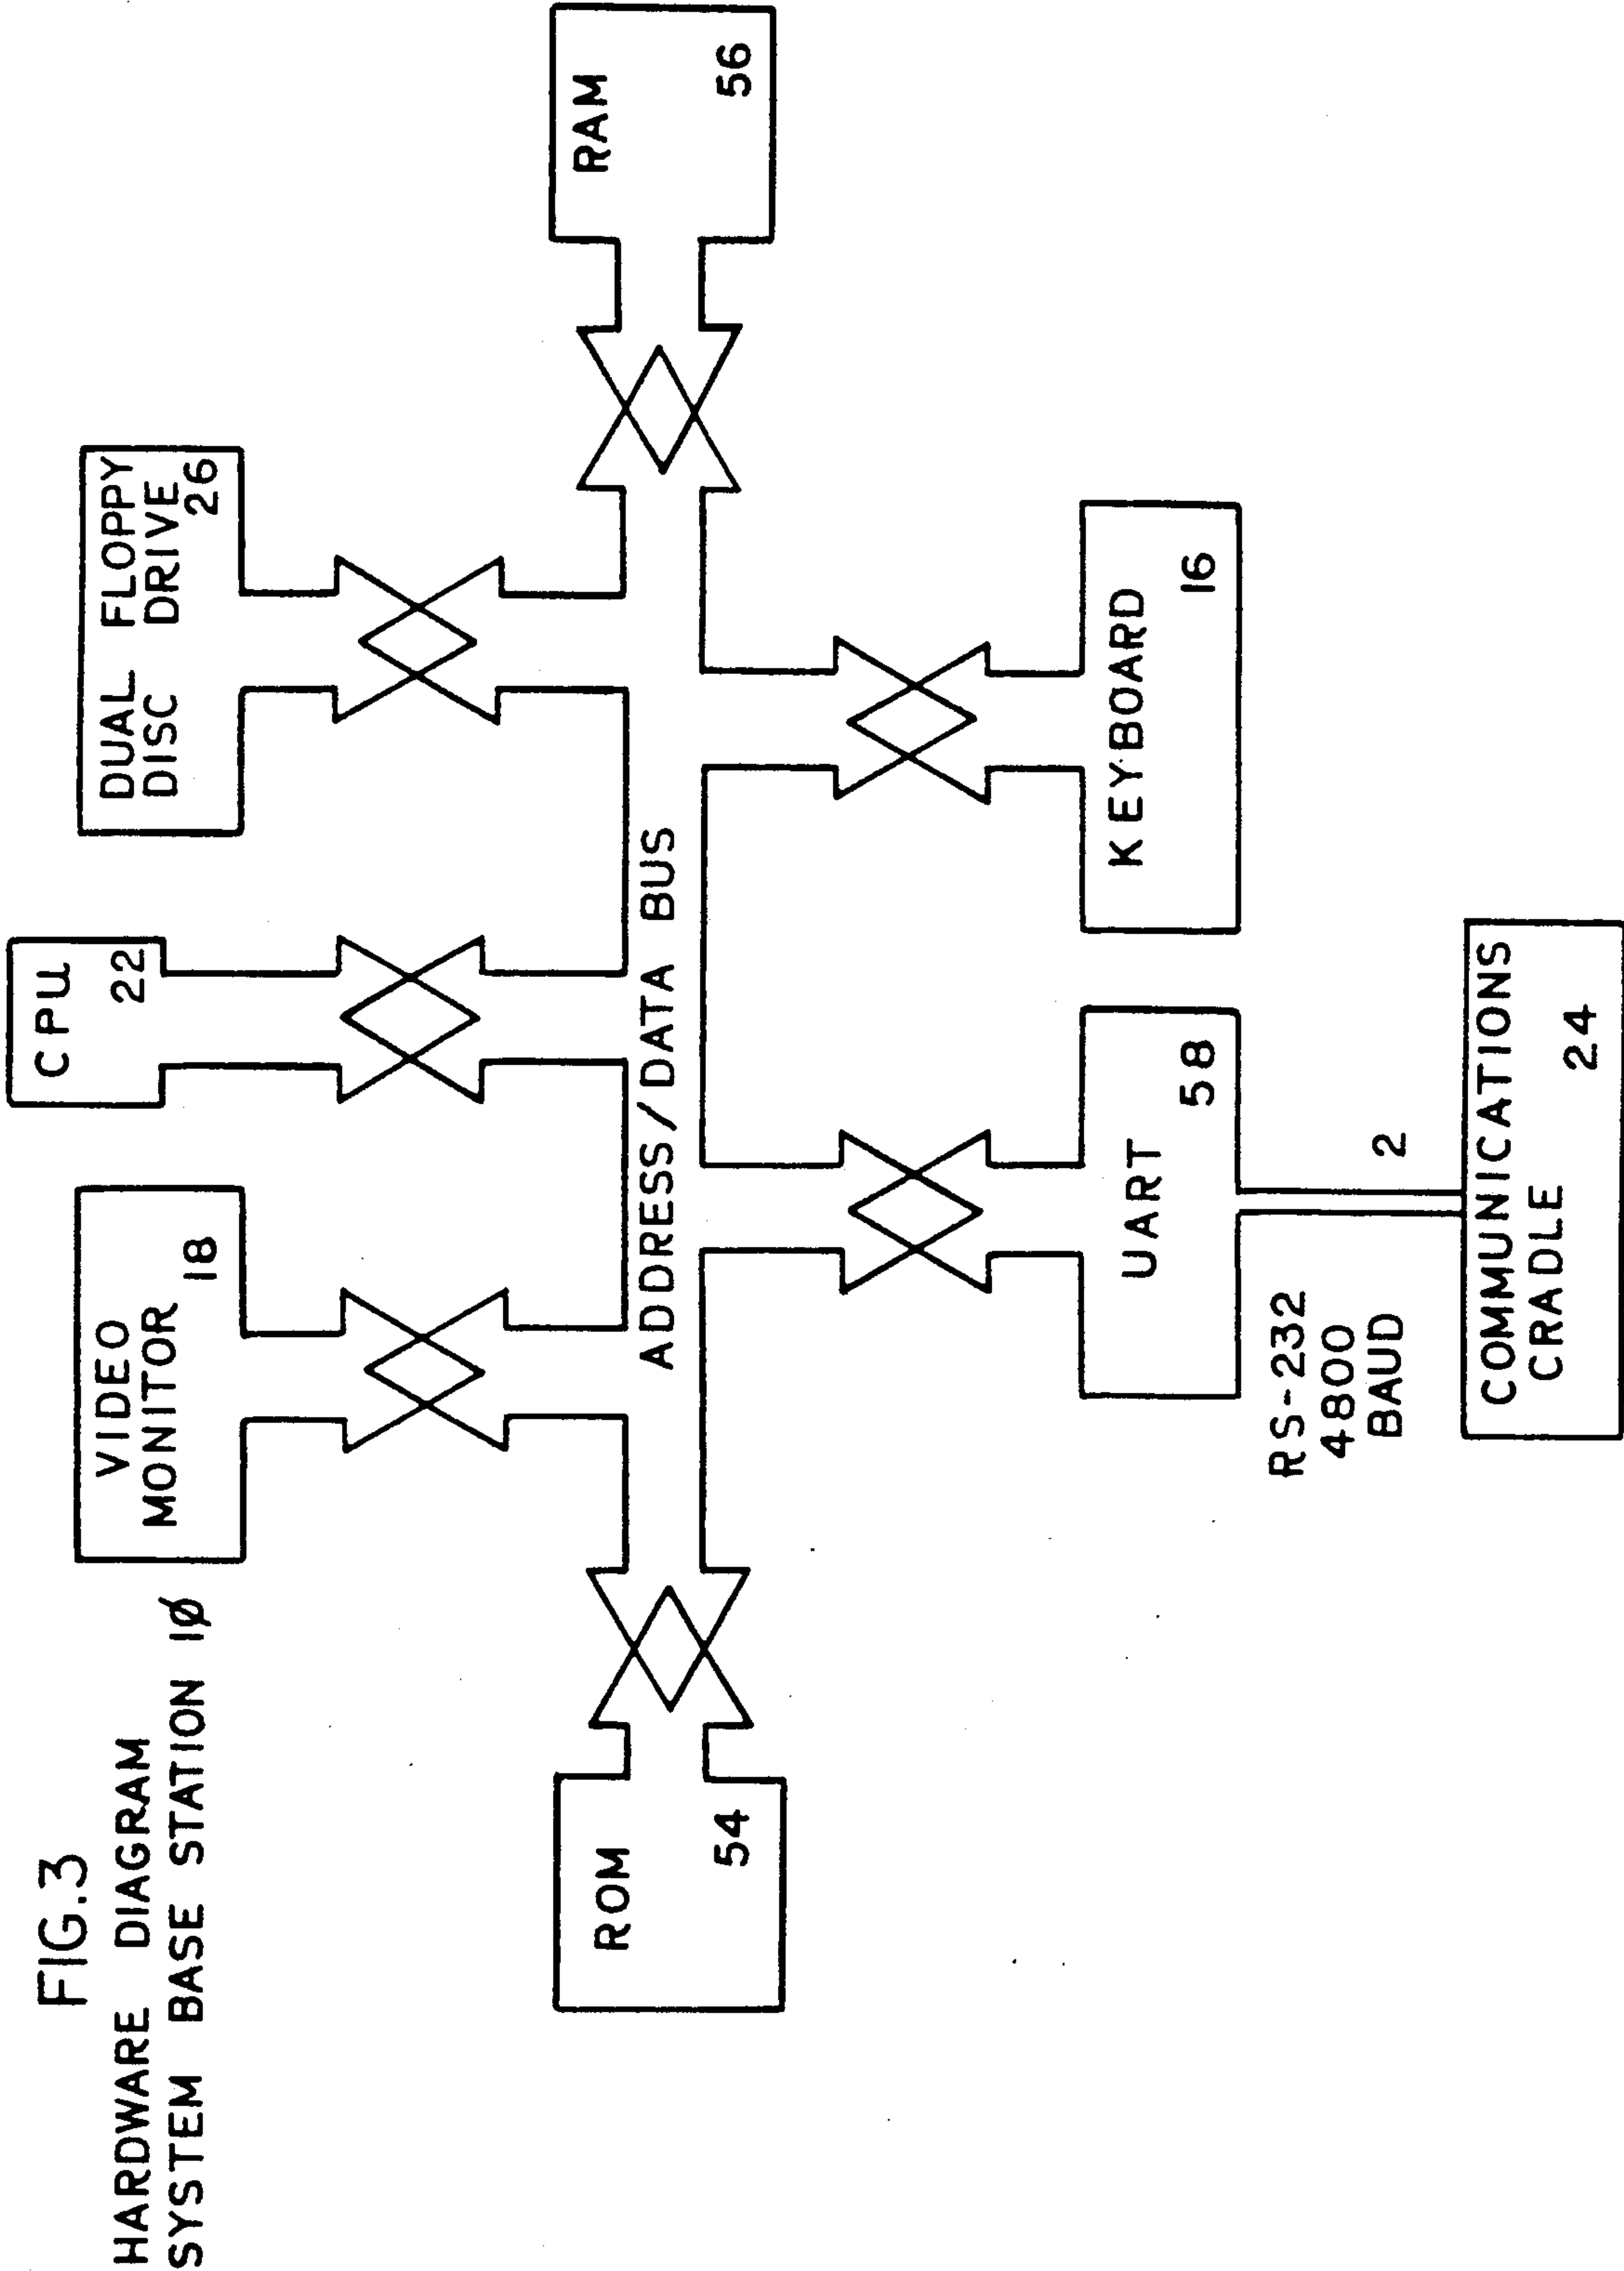 FIG.3
HARDWARE DIAGRAM
SYSTEM BASE STATION 1Ø
VIDEO
MONITOR
18
CPU
22
DUAL FLOPPY
DISC DRIVE
26
ROM
54
ADDRESS/DATA BUS
RAM
56
UART
58
KEYBOARD
16
RS-232
4800
BAUD
2
COMMUNICATIONS
CRADLE
24